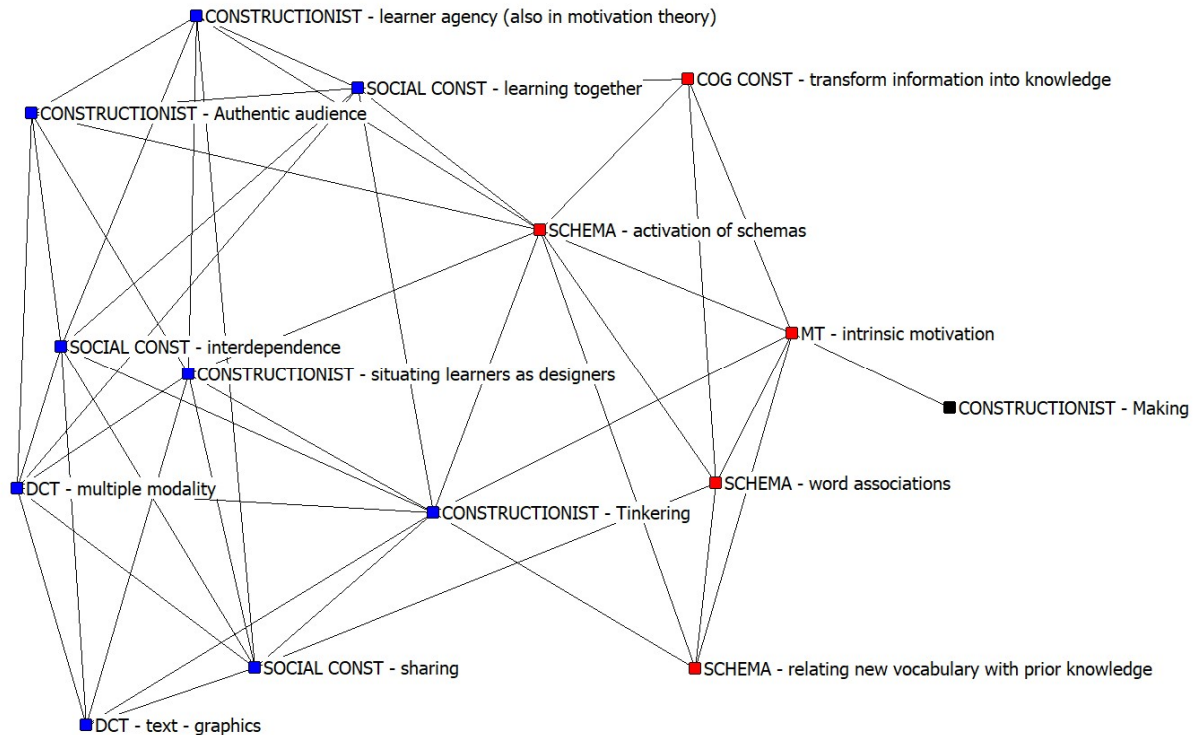 CONSTRUCTIONIST - learner agency (also in motivation theory)
COG CONST - transform information into knowledge
SOCIAL CONST - learning together
CONSTRUCTIONIST - Authentic audience
SCHEMA - activation of schemas
MT - intrinsic motivation
SOCIAL CONST - interdependence
CONSTRUCTIONIST - situating learners as designers
CONSTRUCTIONIST - Making
SCHEMA - word associations
DCT - multiple modality
CONSTRUCTIONIST - Tinkering
SOCIAL CONST - sharing
SCHEMA - relating new vocabulary with prior knowledge
DCT - text - graphics